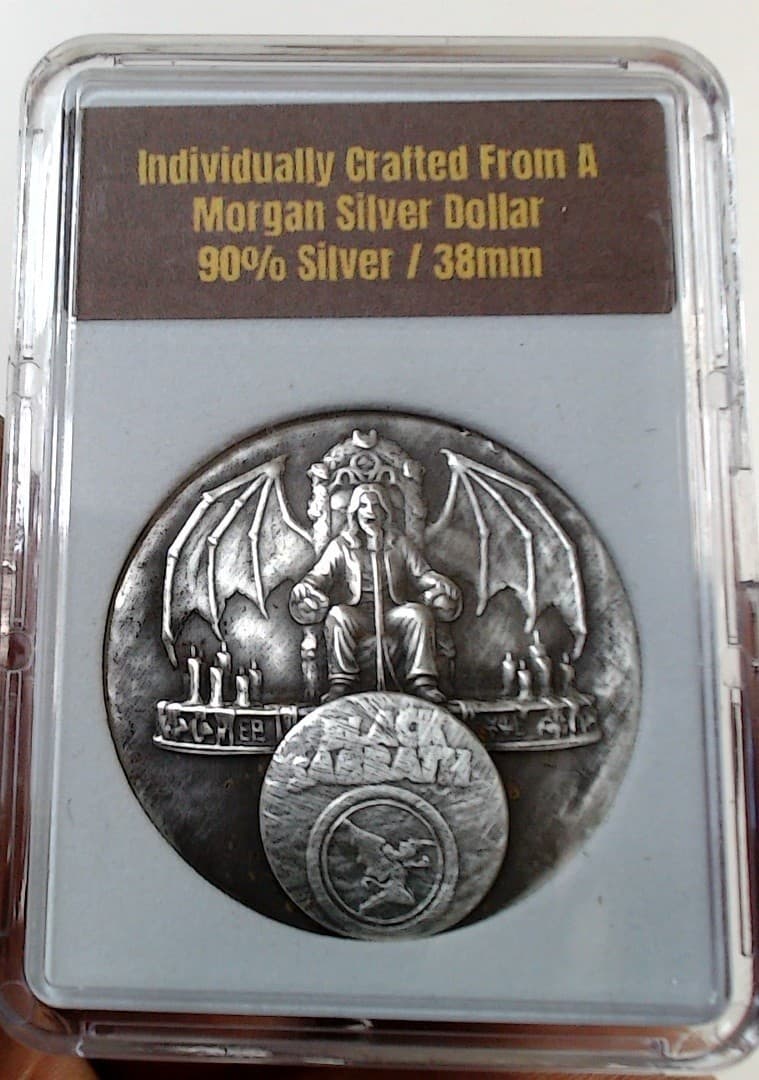 Individually Crafted From A
Morgan Silver Dollar
90% Silver / 38mm
BLACK
SABBATH